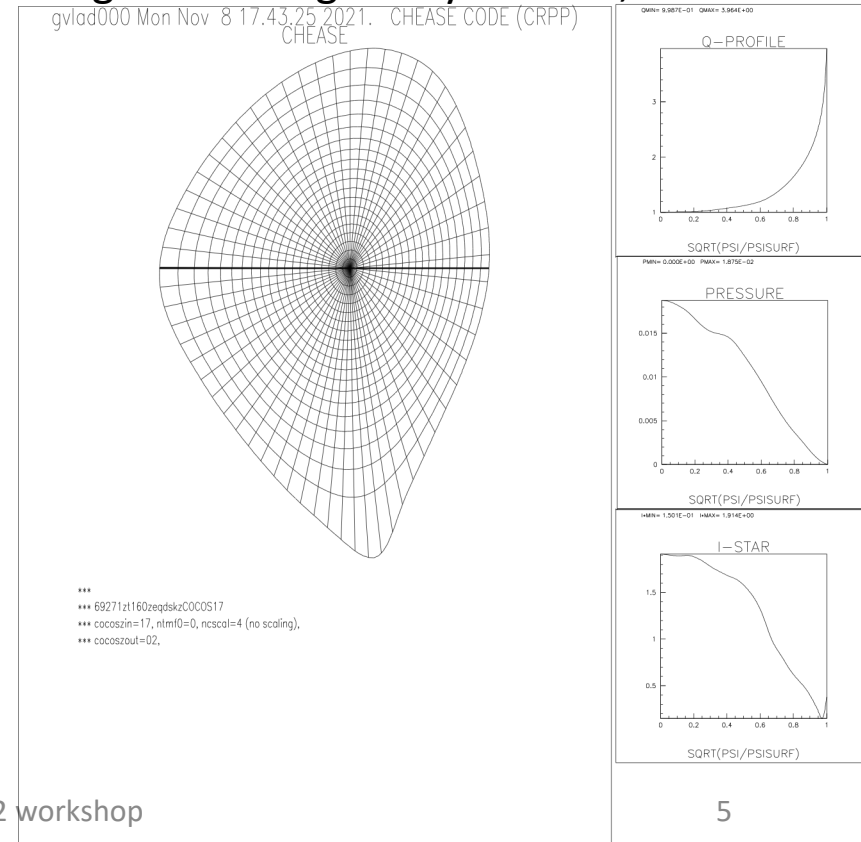 gvlad000 Mon Nov 8 17.43.25 2021. CHEASE CODE (CRPP)
CHEASE
QMIN= 9.987E-01 QMAX= 3.964E+00
Q-PROFILE
3
2
1
0 0.2 0.4 0.6 0.8 1
SQRT(PSI/PSISURF)
PMIN= 0.000E+00 PMAX= 1.875E-02
PRESSURE
0.015
0.01
0.005
0
0 0.2 0.4 0.6 0.8 1
SQRT(PSI/PSISURF)
I*MIN= 1.501E-01 I*MAX= 1.914E+00
I-STAR
1.5
1
0.5
0 0.2 0.4 0.6 0.8 1
SQRT(PSI/PSISURF)
***
*** 69271zt160zeqdskzCOCOS17
*** cocoszin=17, ntmf0=0, ncscal=4 (no scaling),
*** cocoszout=02,
2 workshop
5